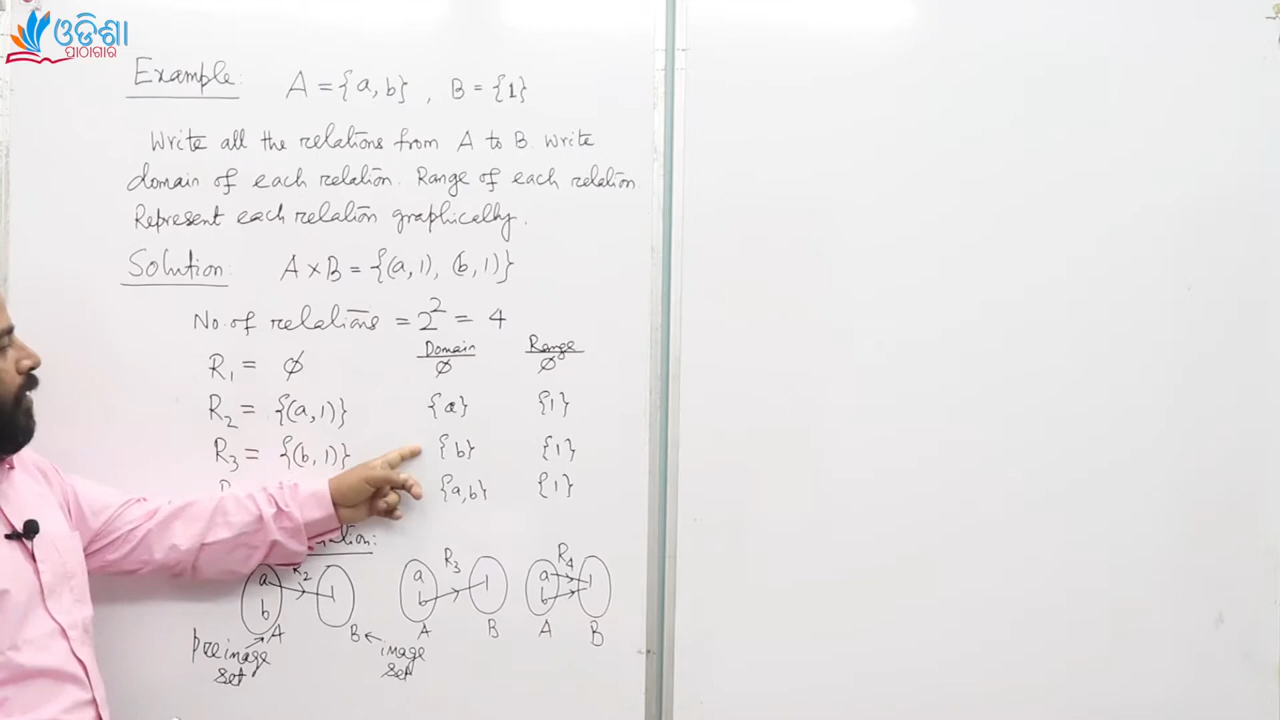 ଓଡିଶା
ପାଠାଗାର
Example: A = {a, b} , B = {1}
Write all the relations from A to B. Write
domain of each relation. Range of each relation
Represent each relation graphically.
Solution: A × B = {(a, 1), (b, 1)}
No. of relations = 2² = 4
Domain Range
R₁ = ∅ ∅ ∅
R₂ = {(a, 1)} {a} {1}
R₃ = {(b, 1)} {b} {1}
{a, b} {1}
R₂ R₃ R₄
a b 1 a b 1 a b 1
A B A B A B
Preimage set image set